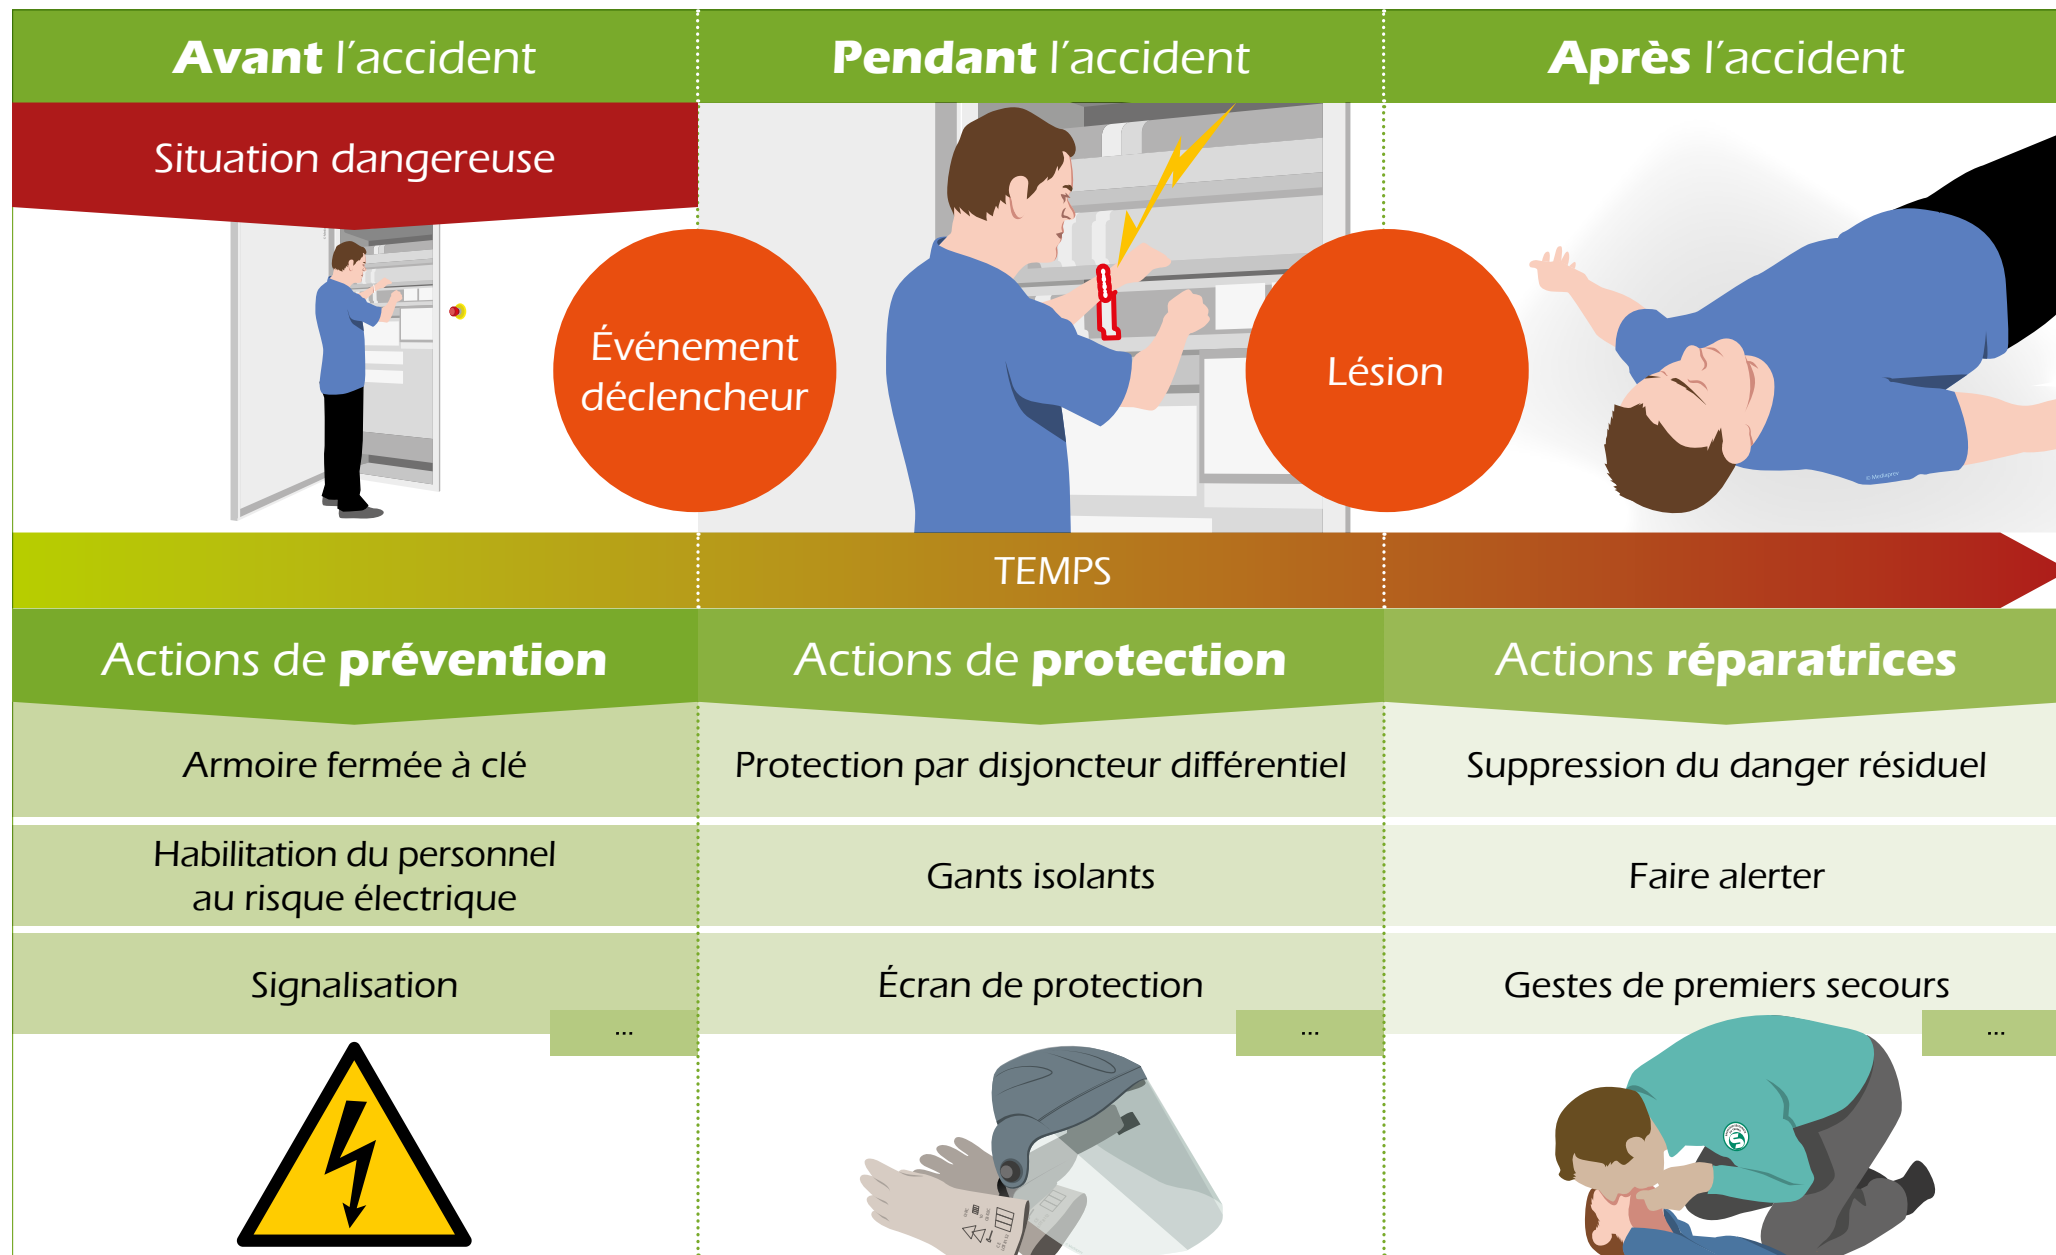 Avant l'accident
Pendant l'accident
Après l'accident
Situation dangereuse
Événement
déclencheur
Lésion
© Mediaprev
TEMPS
Actions de prévention
Actions de protection
Actions réparatrices
Armoire fermée à clé
Protection par disjoncteur différentiel
Suppression du danger résiduel
Habilitation du personnel
au risque électrique
Gants isolants
Faire alerter
Signalisation
Écran de protection
Gestes de premiers secours
...
...
...